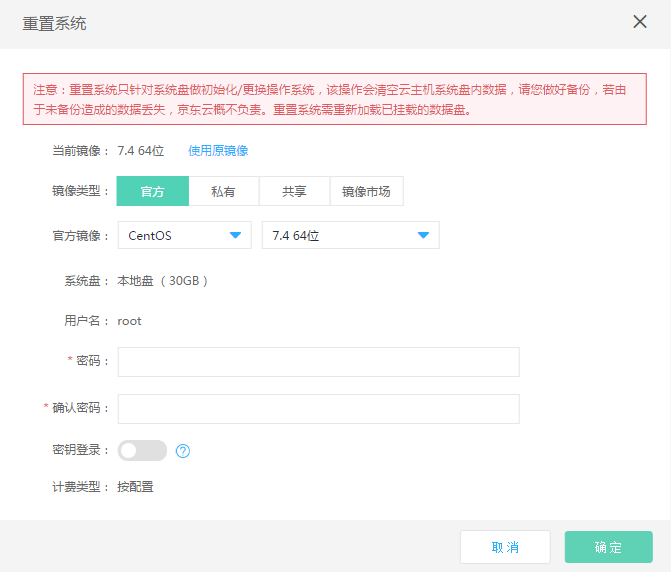 重置系统
注意：重置系统只针对系统盘做初始化/更换操作系统，该操作会清空云主机系统盘内数据，请您做好备份，若由
于未备份造成的数据丢失，京东云概不负责。重置系统需重新加载已挂载的数据盘。
当前镜像： 7.4 64位 使用原镜像
镜像类型： 官方 私有 共享 镜像市场
官方镜像： CentOS 7.4 64位
系统盘： 本地盘（30GB）
用户名： root
* 密码：
* 确认密码：
密钥登录： ?
计费类型： 按配置
取消 确定